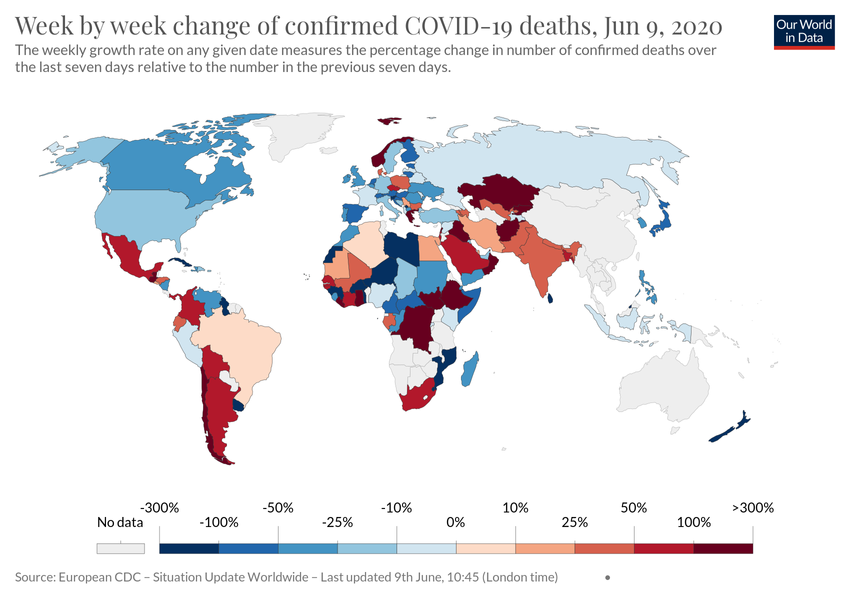 Week by week change of confirmed COVID-19 deaths, Jun 9, 2020
Our World
in Data
The weekly growth rate on any given date measures the percentage change in number of confirmed deaths over
the last seven days relative to the number in the previous seven days.
-300% -50% -10% 10% 50% >300%
No data -100% -25% 0% 25% 100%
Source: European CDC – Situation Update Worldwide – Last updated 9th June, 10:45 (London time)